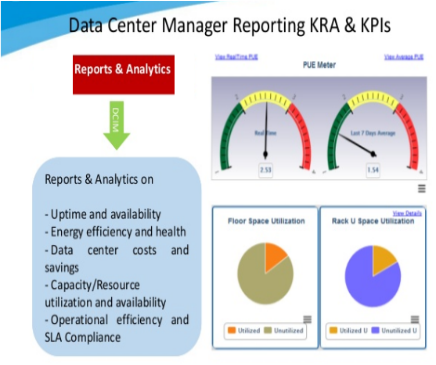 Data Center Manager Reporting KRA & KPIs
Reports & Analytics
DCIM
Reports & Analytics on
- Uptime and availability
- Energy efficiency and health
- Data center costs and
savings
- Capacity/Resource
utilization and availability
- Operational efficiency and
SLA Compliance
View RealTime PUE
View Average PUE
PUE Meter
Real Time
2.53
Last 7 Days Average
1.54
Floor Space Utilization
Utilized Unutilized
View Details
Rack U Space Utilization
Utilized U Unutilized U